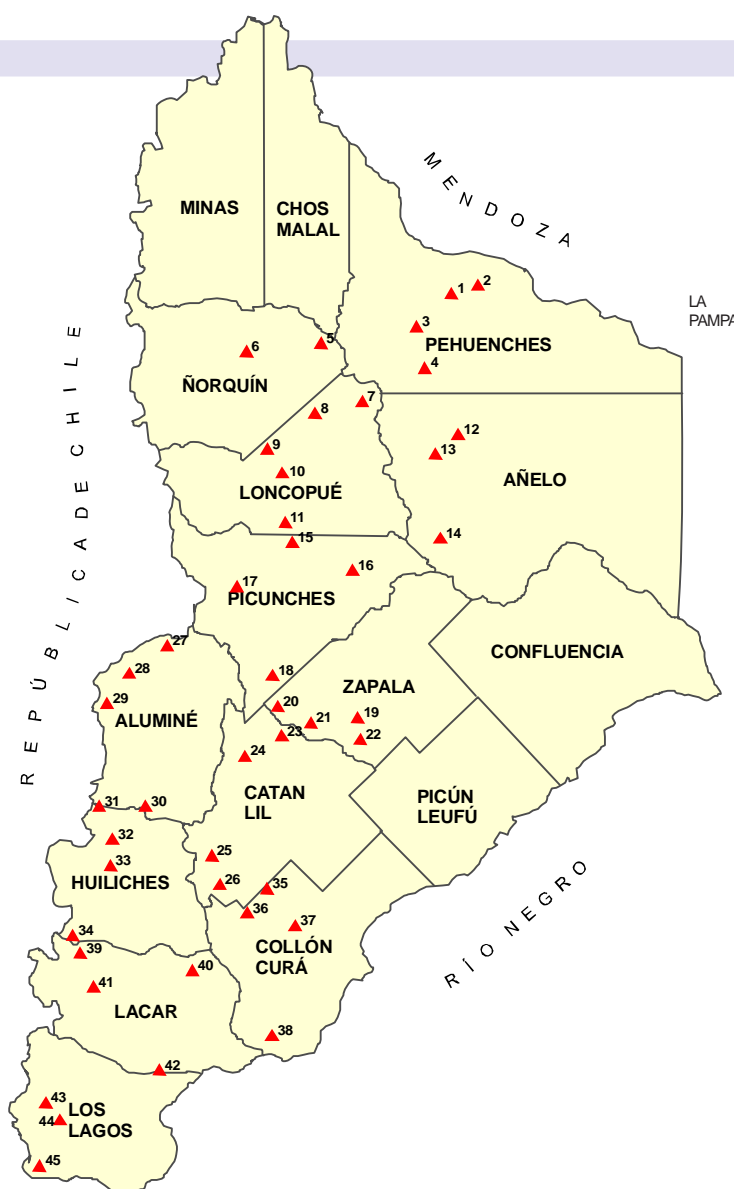 MENDOZA
MINAS
CHOS
MALAL
1
2
LA
PAMPA
3
5
6
PEHUENCHES
4
ÑORQUÍN
7
8
12
9
13
10
AÑELO
LONCOPUÉ
11
14
15
16
17
PICUNCHES
REPÚBLICA DE CHILE
27
CONFLUENCIA
28
18
ZAPALA
29
20
19
ALUMINÉ
21
23
22
24
CATAN
LIL
PICÚN
LEUFÚ
31
30
32
25
33
HUILICHES
26
35
RÍO NEGRO
36
37
34
COLLÓN
CURÁ
39
40
41
LACAR
38
42
43
LOS
LAGOS
44
45